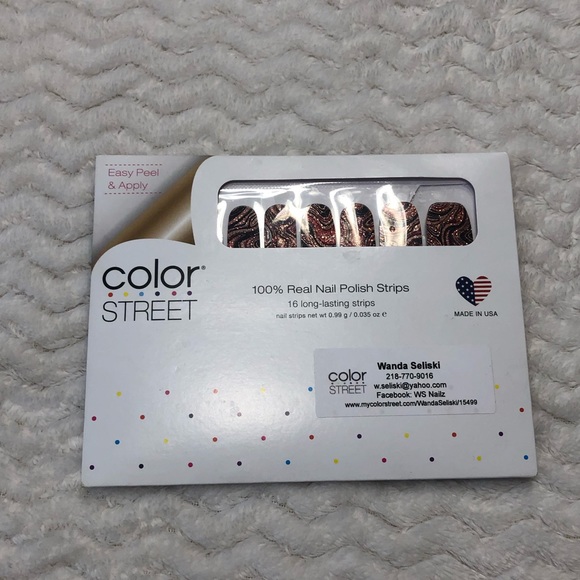 Easy Peel
& Apply
color®
STREET
100% Real Nail Polish Strips
16 long-lasting strips
nail strips net wt 0.99 g / 0.035 oz ℮
MADE IN USA
color
STREET
Wanda Seliski
218-770-9016
w.seliski@yahoo.com
Facebook: WS Nailz
www.mycolorstreet.com/WandaSeliski/15499